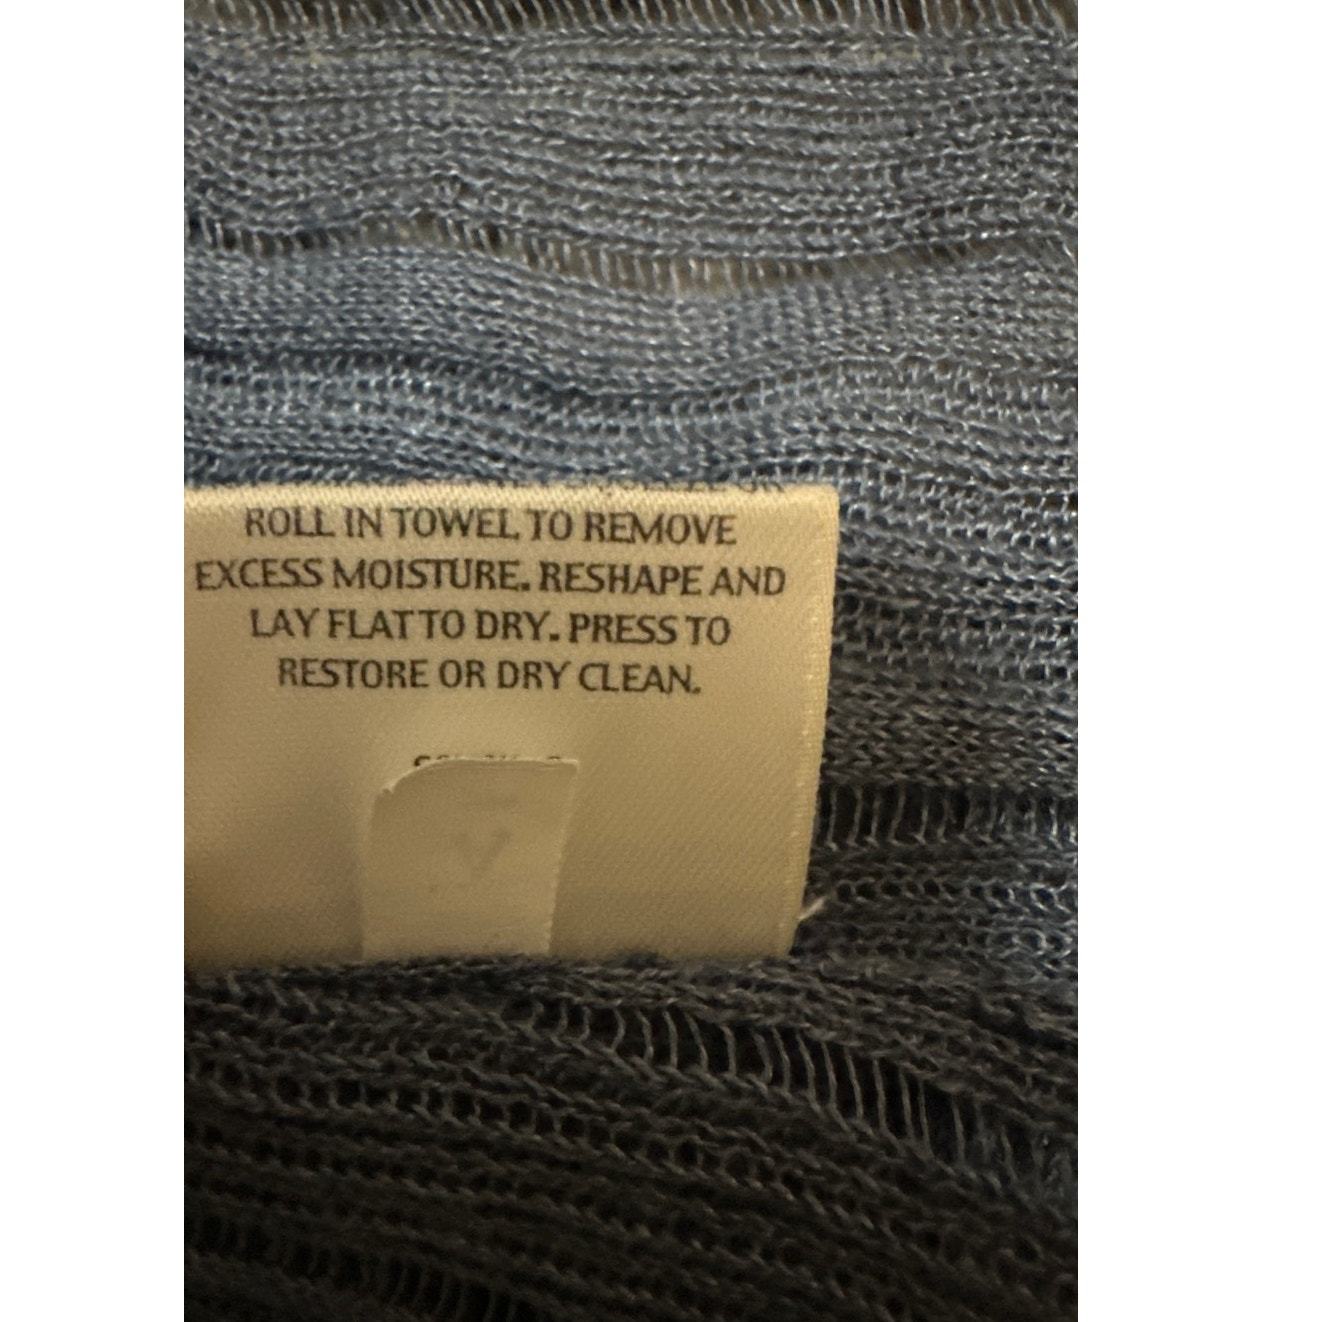 ROLL IN TOWEL TO REMOVE
EXCESS MOISTURE. RESHAPE AND
LAY FLAT TO DRY. PRESS TO
RESTORE OR DRY CLEAN.